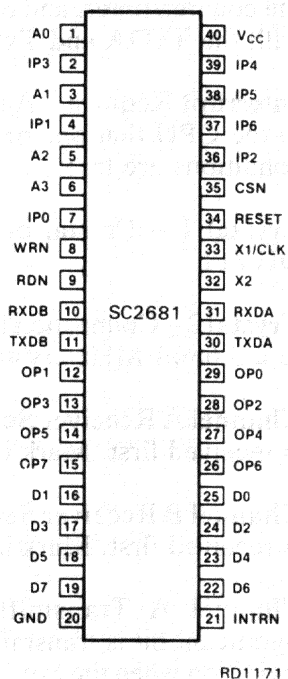 A0 1 40 VCC
IP3 2 39 IP4
A1 3 38 IP5
IP1 4 37 IP6
A2 5 36 IP2
A3 6 35 CSN
IP0 7 34 RESET
WRN 8 33 X1/CLK
RDN 9 32 X2
RXDB 10 SC2681 31 RXDA
TXDB 11 30 TXDA
OP1 12 29 OP0
OP3 13 28 OP2
OP5 14 27 OP4
OP7 15 26 OP6
D1 16 25 D0
D3 17 24 D2
D5 18 23 D4
D7 19 22 D6
GND 20 21 INTRN
RD1171